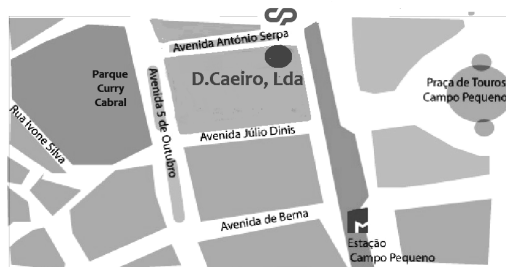 Avenida António Serpa
D.Caeiro, Lda
Parque
Curry
Cabral
Avenida 5 de Outubro
Praça de Touros
Campo Pequeno
Rua Ivone Silva
Avenida Júlio Dinis
Avenida de Berna
M
Estação
Campo Pequeno